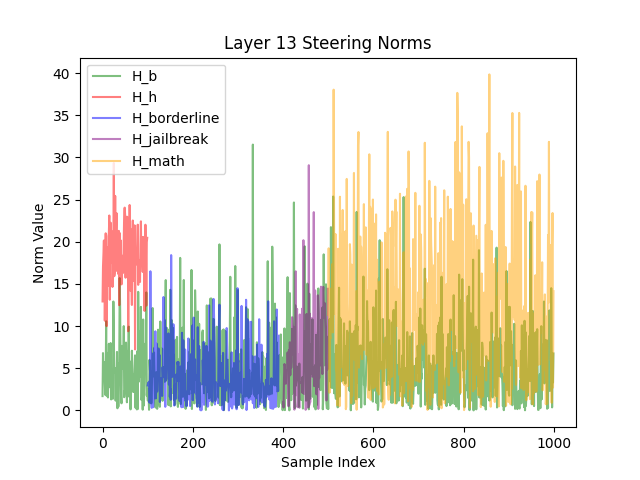 Layer 13 Steering Norms
H_b
H_h
H_borderline
H_jailbreak
H_math
Norm Value
40
35
30
25
20
15
10
5
0
0
200
400
600
800
1000
Sample Index